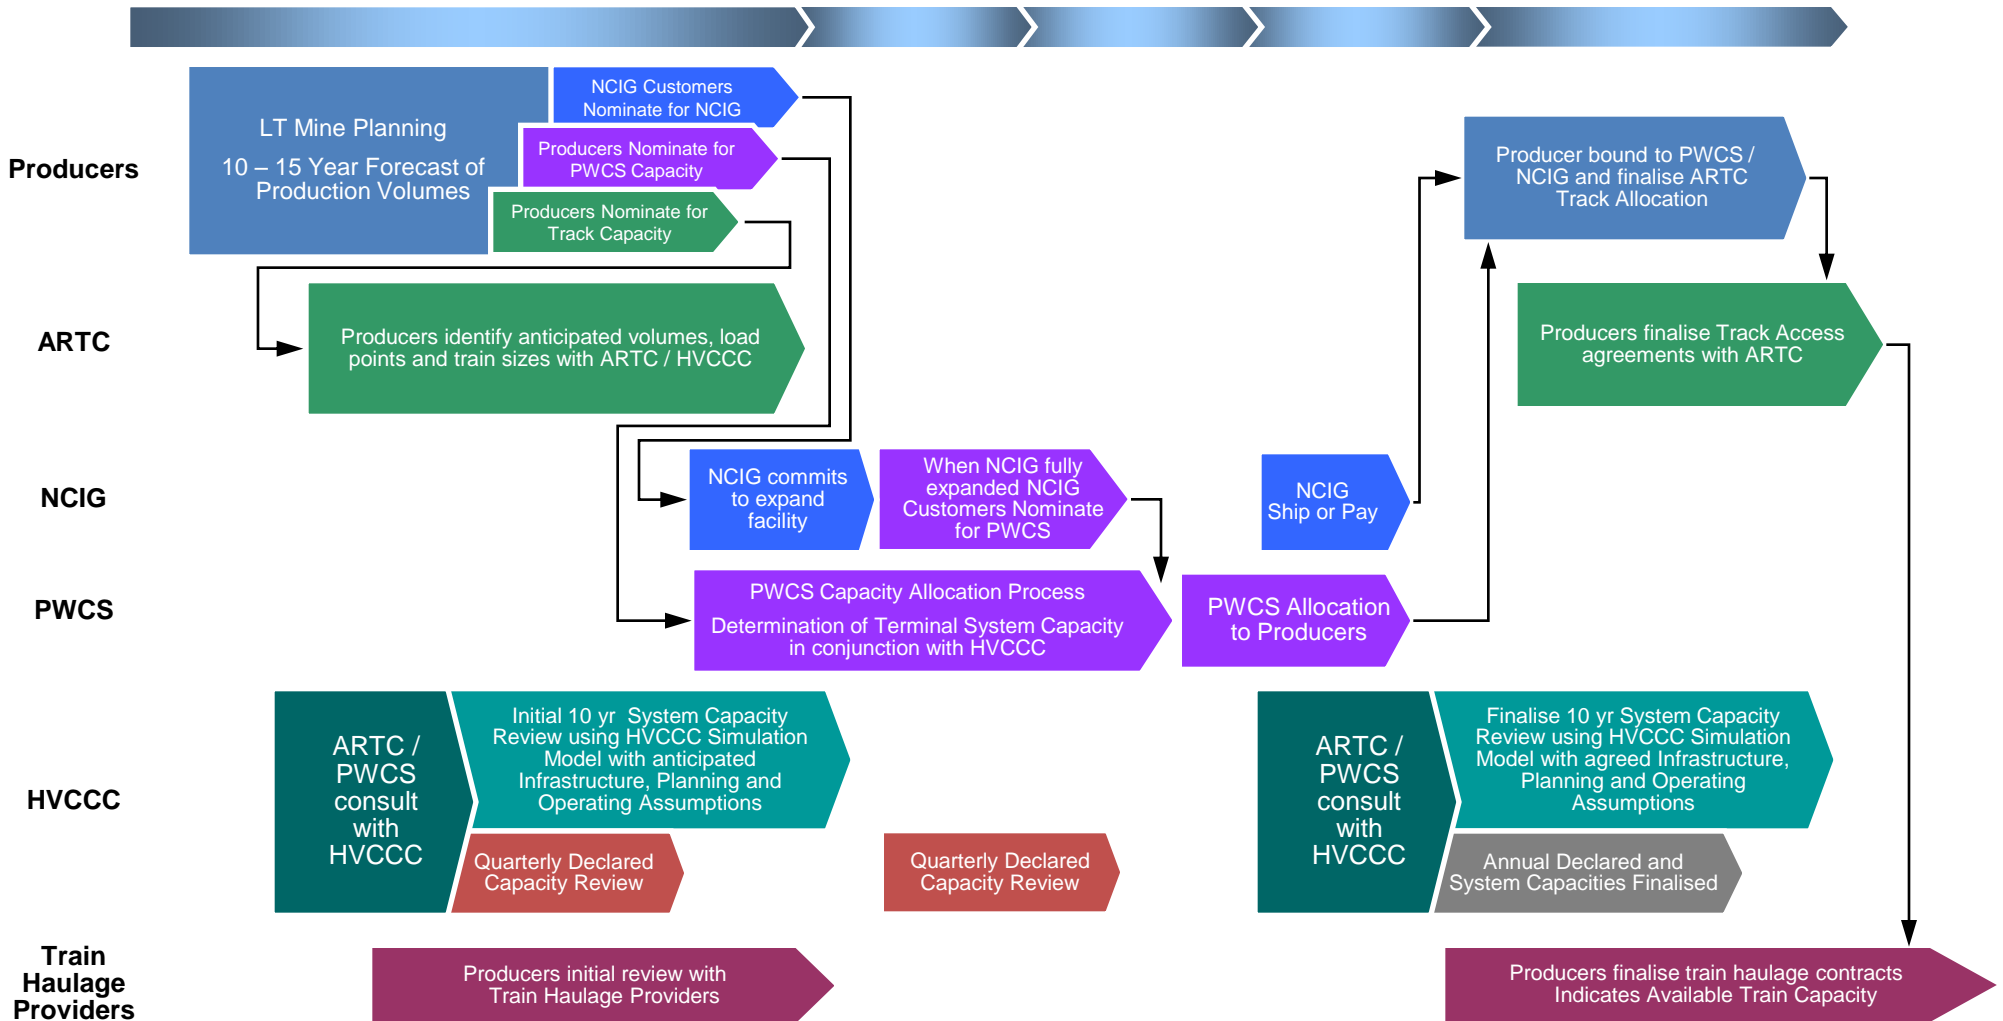 Producers
LT Mine Planning
10 – 15 Year Forecast of
Production Volumes
NCIG Customers
Nominate for NCIG
Producers Nominate for
PWCS Capacity
Producers Nominate for
Track Capacity
Producer bound to PWCS /
NCIG and finalise ARTC
Track Allocation
ARTC
Producers identify anticipated volumes, load
points and train sizes with ARTC / HVCCC
Producers finalise Track Access
agreements with ARTC
NCIG
NCIG commits
to expand
facility
When NCIG fully
expanded NCIG
Customers Nominate
for PWCS
NCIG
Ship or Pay
PWCS
PWCS Capacity Allocation Process
Determination of Terminal System Capacity
in conjunction with HVCCC
PWCS Allocation
to Producers
HVCCC
ARTC /
PWCS
consult
with
HVCCC
Initial 10 yr System Capacity
Review using HVCCC Simulation
Model with anticipated
Infrastructure, Planning and
Operating Assumptions
Quarterly Declared
Capacity Review
Quarterly Declared
Capacity Review
ARTC /
PWCS
consult
with
HVCCC
Finalise 10 yr System Capacity
Review using HVCCC Simulation
Model with agreed Infrastructure,
Planning and Operating
Assumptions
Annual Declared and
System Capacities Finalised
Train
Haulage
Providers
Producers initial review with
Train Haulage Providers
Producers finalise train haulage contracts
Indicates Available Train Capacity